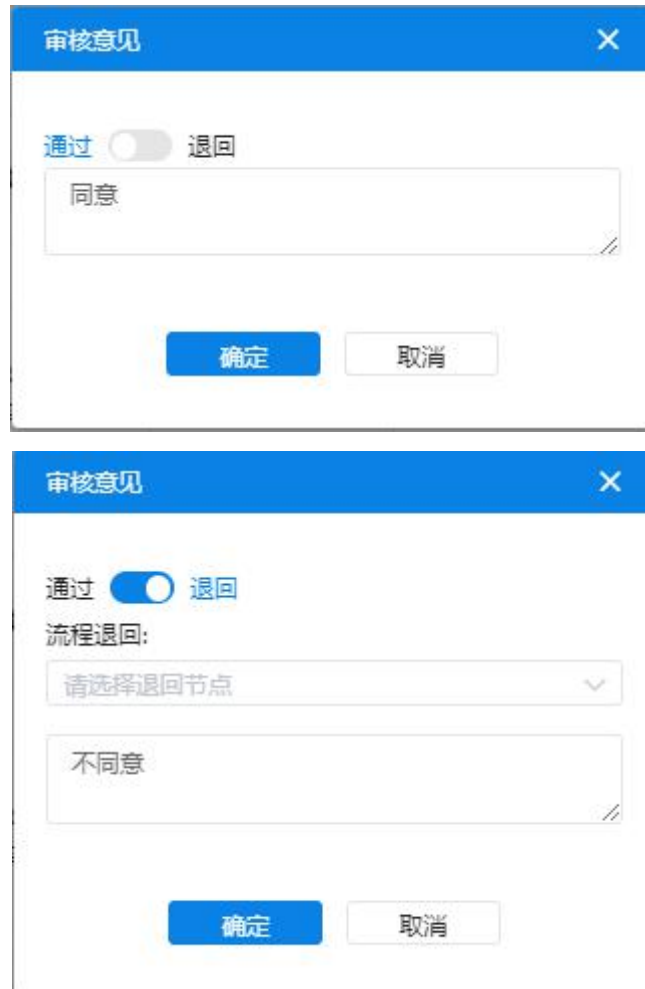 审核意见
通过 退回
同意
确定 取消
审核意见
通过 退回
流程退回:
请选择退回节点
不同意
确定 取消